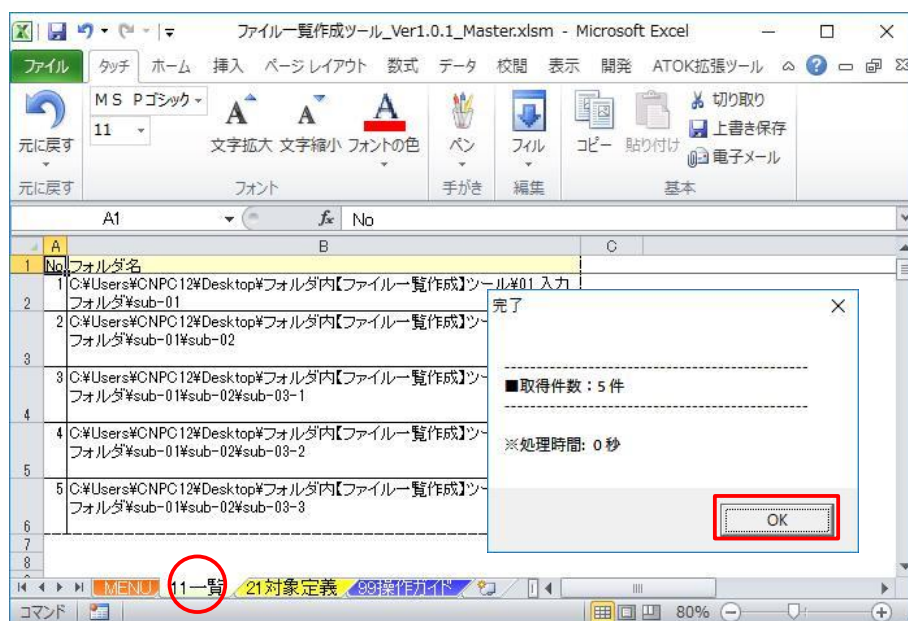 ファイル一覧作成ツール_Ver1.0.1_Master.xlsm - Microsoft Excel
ファイル タッチ ホーム 挿入 ページ レイアウト 数式 データ 校閲 表示 開発 ATOK拡張ツール
元に戻す
MS Pゴシック
11
文字拡大 文字縮小 フォントの色
ペン
フィル
コピー 貼り付け
切り取り
上書き保存
電子メール
元に戻す フォント 手がき 編集 基本
A1 fx No
A B C
1 No フォルダ名
2 1 C:¥Users¥CNPC12¥Desktop¥フォルダ内【ファイル一覧作成】ツール¥01 入力
フォルダ¥sub-01
3 2 C:¥Users¥CNPC12¥Desktop¥フォルダ内【ファイル一覧作成】ツー
フォルダ¥sub-01¥sub-02
4 3 C:¥Users¥CNPC12¥Desktop¥フォルダ内【ファイル一覧作成】ツー
フォルダ¥sub-01¥sub-02¥sub-03-1
5 4 C:¥Users¥CNPC12¥Desktop¥フォルダ内【ファイル一覧作成】ツー
フォルダ¥sub-01¥sub-02¥sub-03-2
6 5 C:¥Users¥CNPC12¥Desktop¥フォルダ内【ファイル一覧作成】ツー
フォルダ¥sub-01¥sub-02¥sub-03-3
7
8
完了
--------------------------------------------------
■取得件数：5 件
--------------------------------------------------
※処理時間: 0 秒
OK
MENU 11一覧 21対象定義 99操作ガイド
コマンド 80%